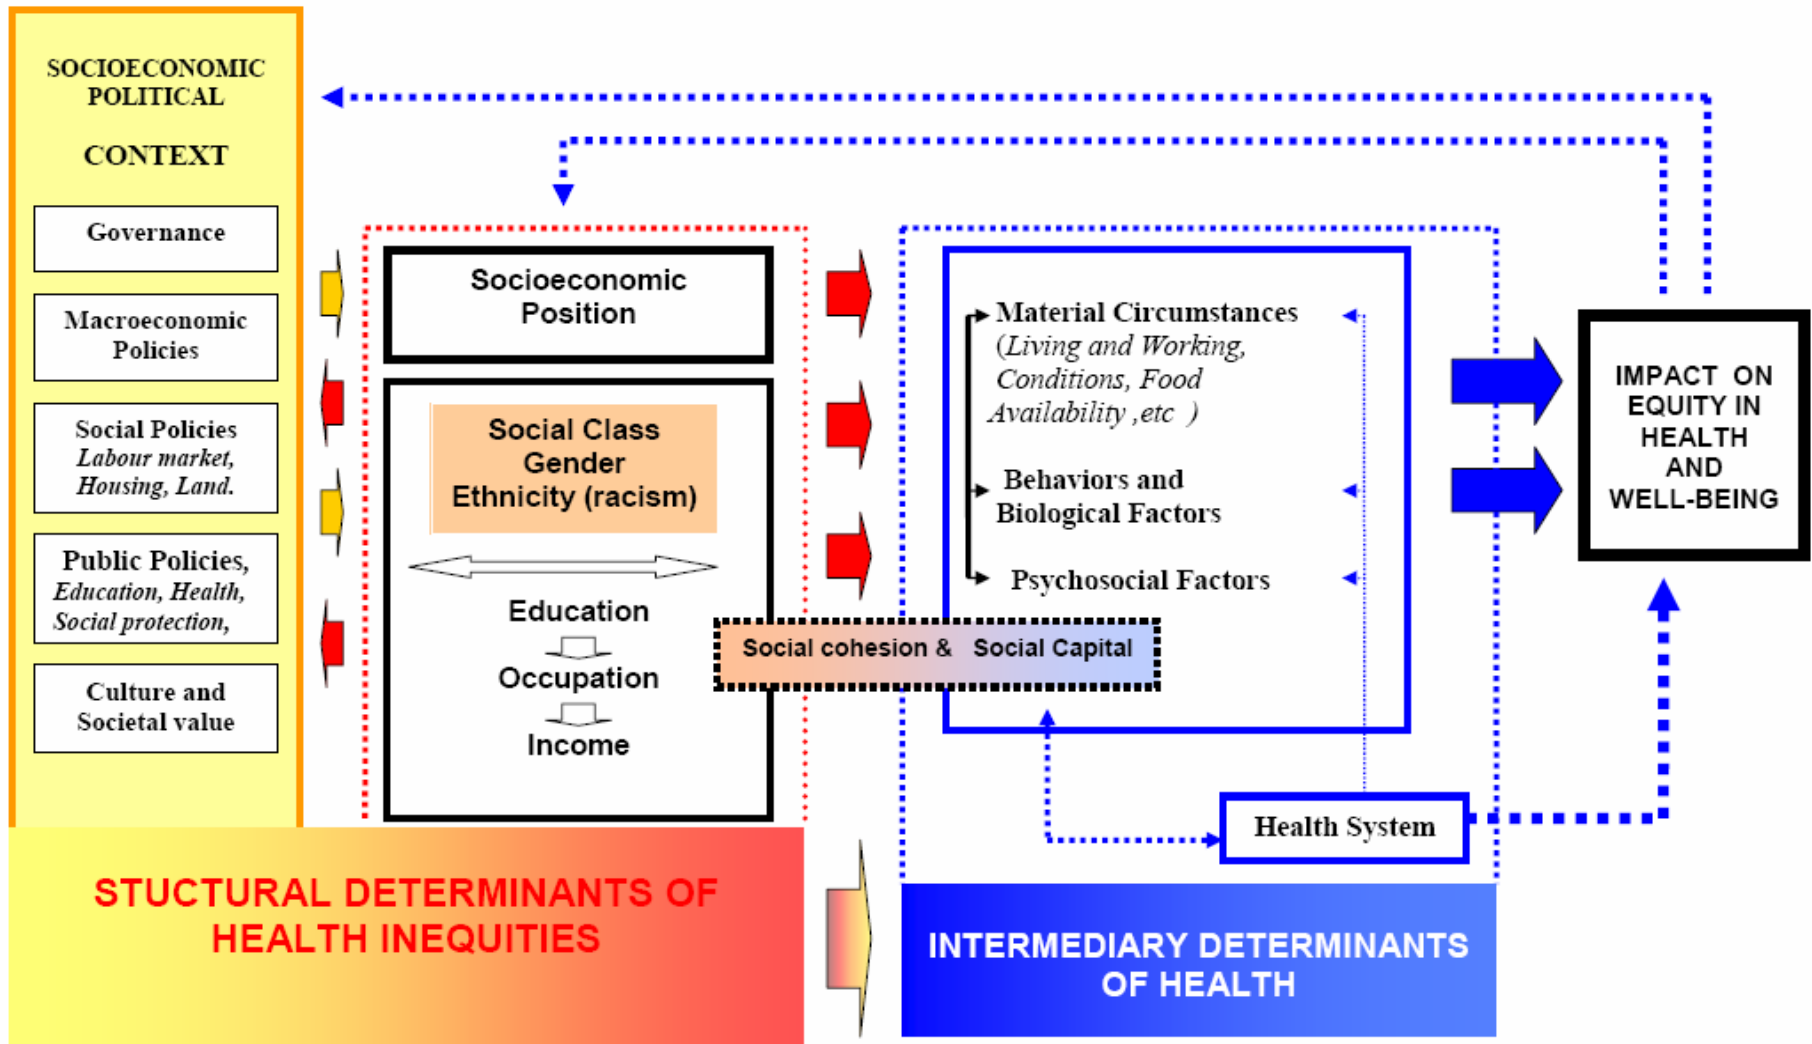 SOCIOECONOMIC
POLITICAL
CONTEXT
Governance
Macroeconomic
Policies
Social Policies
Labour market,
Housing, Land.
Public Policies,
Education, Health,
Social protection,
Culture and
Societal value
Socioeconomic
Position
Social Class
Gender
Ethnicity (racism)
Education
Occupation
Income
Social cohesion & Social Capital
Material Circumstances
(Living and Working,
Conditions, Food
Availability ,etc )
Behaviors and
Biological Factors
Psychosocial Factors
Health System
IMPACT ON
EQUITY IN
HEALTH
AND
WELL-BEING
STUCTURAL DETERMINANTS OF
HEALTH INEQUITIES
INTERMEDIARY DETERMINANTS
OF HEALTH